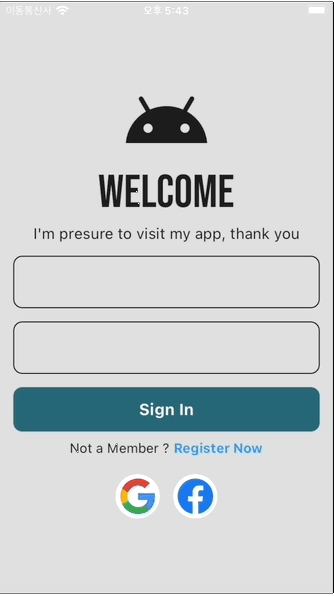 이동통신사 오후 5:43
WELCOME
I'm presure to visit my app, thank you
Sign In
Not a Member ? Register Now